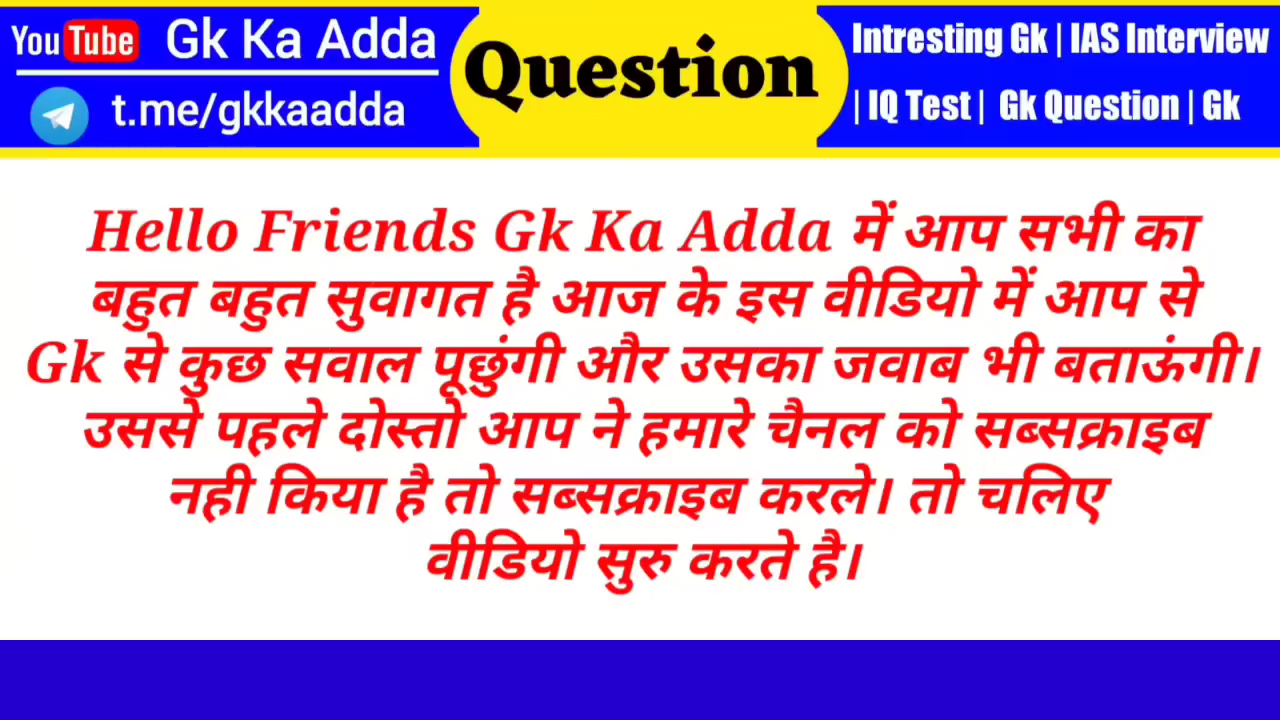 You Tube Gk Ka Adda
t.me/gkkaadda
Question
Intresting Gk | IAS Interview
| IQ Test | Gk Question | Gk
Hello Friends Gk Ka Adda में आप सभी का
बहुत बहुत सुवागत है आज के इस वीडियो में आप से
Gk से कुछ सवाल पूछुंगी और उसका जवाब भी बताऊंगी।
उससे पहले दोस्तो आप ने हमारे चैनल को सब्सक्राइब
नही किया है तो सब्सक्राइब करले। तो चलिए
वीडियो सुरु करते है।